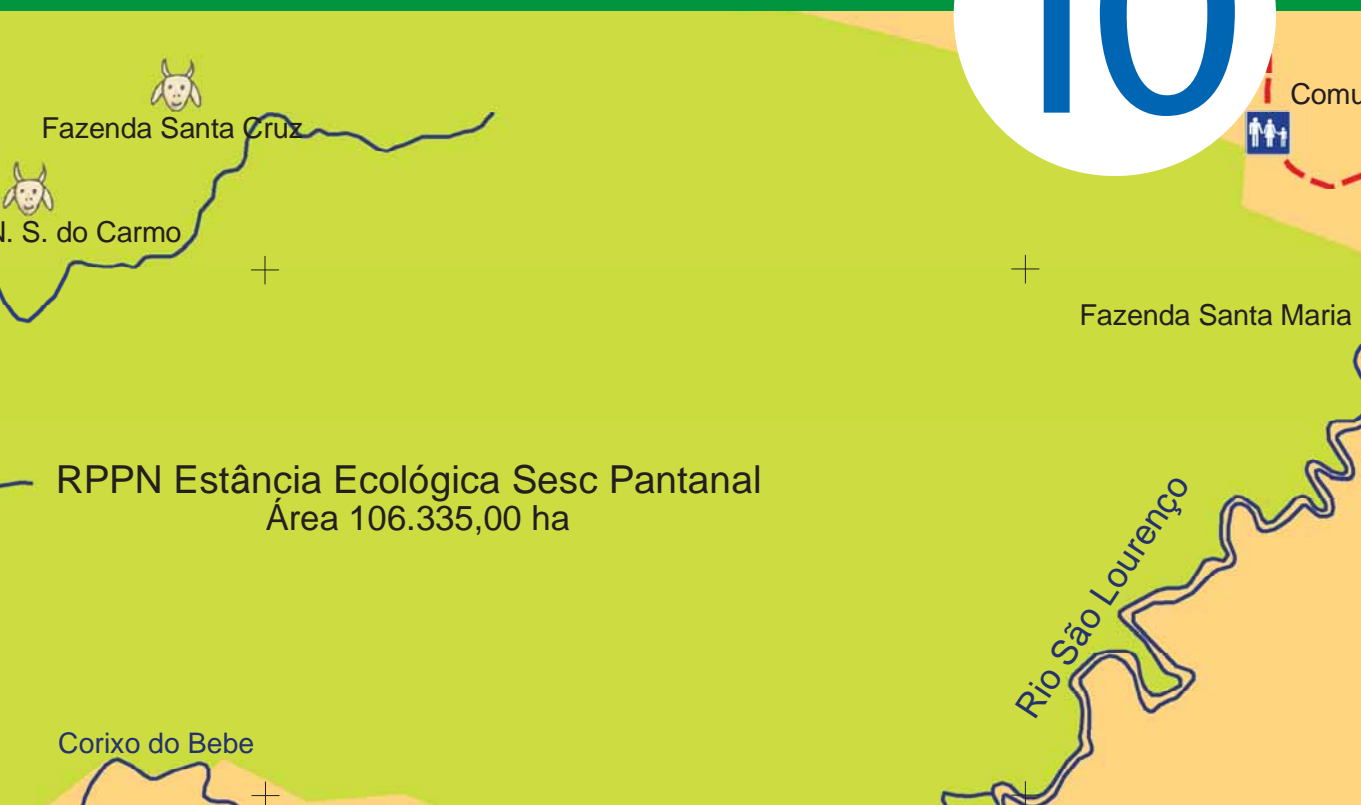 10
Comu
Fazenda Santa Cruz
N. S. do Carmo
Fazenda Santa Maria
RPPN Estância Ecológica Sesc Pantanal
Área 106.335,00 ha
Rio São Lourenço
Corixo do Bebe